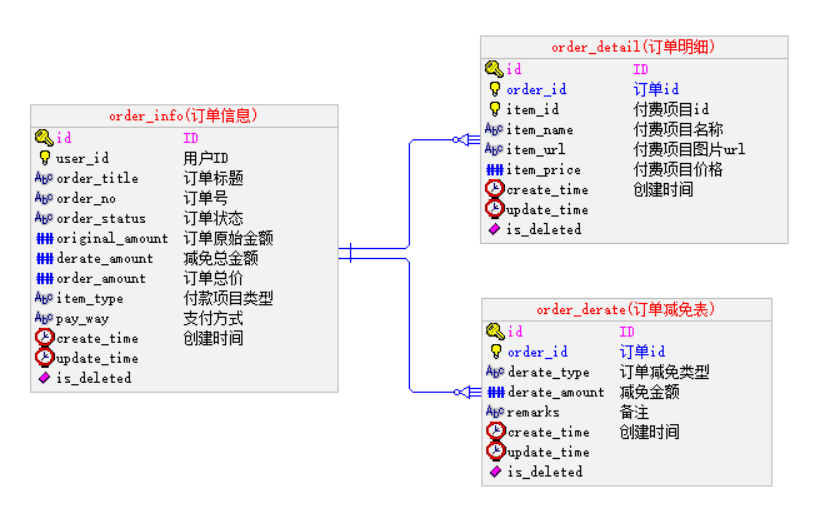 order_info(订单信息)
id ID
user_id 用户ID
order_title 订单标题
order_no 订单号
order_status 订单状态
original_amount 订单原始金额
derate_amount 减免总金额
order_amount 订单总价
item_type 付款项目类型
pay_way 支付方式
create_time 创建时间
update_time
is_deleted
order_detail(订单明细)
id ID
order_id 订单id
item_id 付费项目id
item_name 付费项目名称
item_url 付费项目图片url
item_price 付费项目价格
create_time 创建时间
update_time
is_deleted
order_derate(订单减免表)
id ID
order_id 订单id
derate_type 订单减免类型
derate_amount 减免金额
remarks 备注
create_time 创建时间
update_time
is_deleted